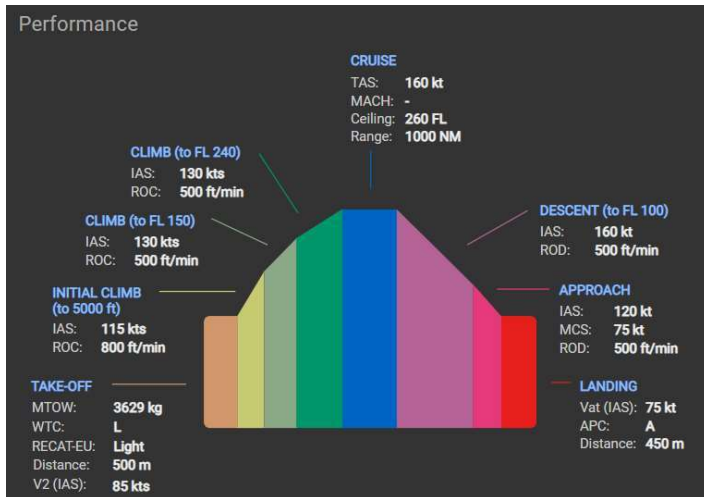 Performance
CRUISE
TAS: 160 kt
MACH: -
Ceiling: 260 FL
Range: 1000 NM
CLIMB (to FL 240)
IAS: 130 kts
ROC: 500 ft/min
CLIMB (to FL 150)
IAS: 130 kts
ROC: 500 ft/min
INITIAL CLIMB
(to 5000 ft)
IAS: 115 kts
ROC: 800 ft/min
TAKE-OFF
MTOW: 3629 kg
WTC: L
RECAT-EU: Light
Distance: 500 m
V2 (IAS): 85 kts
DESCENT (to FL 100)
IAS: 160 kt
ROD: 500 ft/min
APPROACH
IAS: 120 kt
MCS: 75 kt
ROD: 500 ft/min
LANDING
Vat (IAS): 75 kt
APC: A
Distance: 450 m